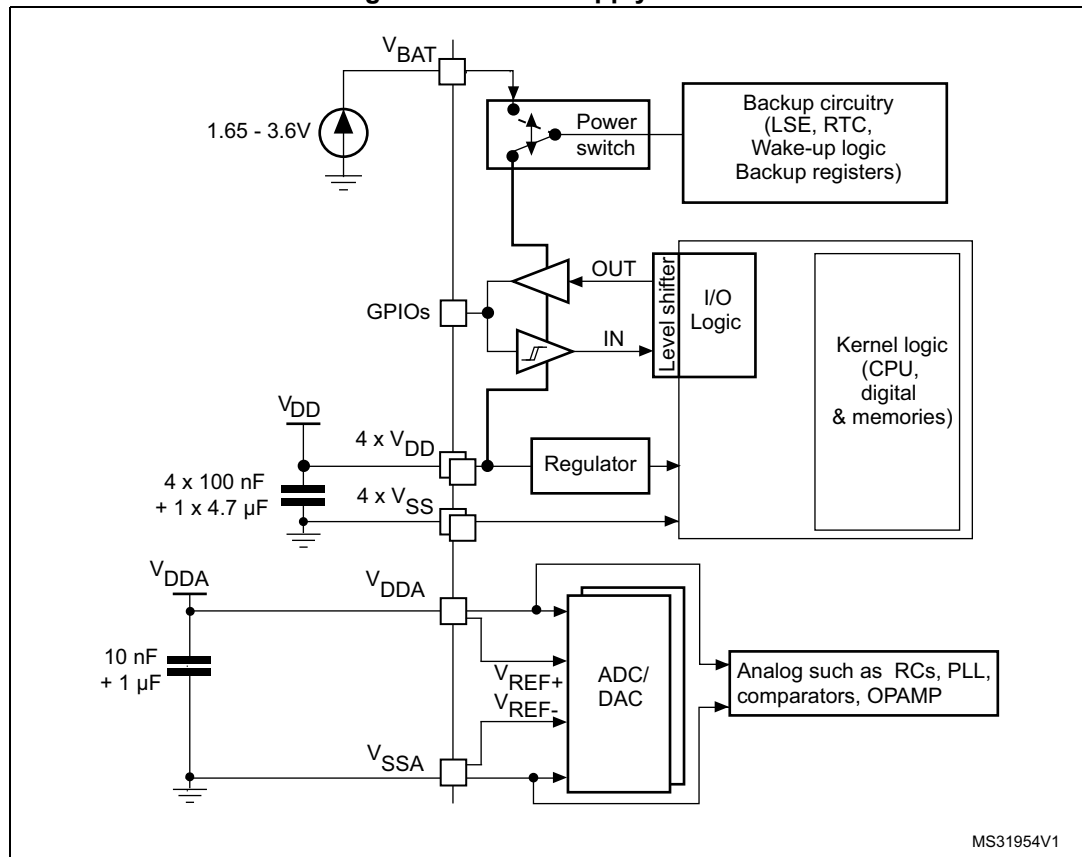 VBAT
1.65 - 3.6V
Power
switch
Backup circuitry
(LSE, RTC,
Wake-up logic
Backup registers)
GPIOs
OUT
IN
Level shifter
I/O
Logic
Kernel logic
(CPU,
digital
& memories)
VDD
4 x VDD
Regulator
4 x 100 nF
+ 1 x 4.7 µF
4 x VSS
VDDA
VDDA
10 nF
+ 1 µF
VREF+
VREF-
ADC/
DAC
Analog such as RCs, PLL,
comparators, OPAMP
VSSA
MS31954V1